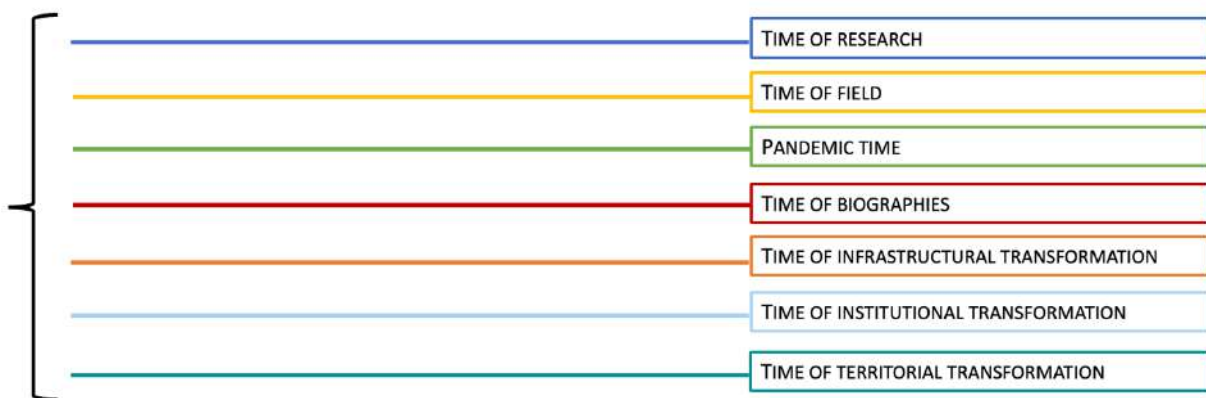 TIME OF RESEARCH
TIME OF FIELD
PANDEMIC TIME
TIME OF BIOGRAPHIES
TIME OF INFRASTRUCTURAL TRANSFORMATION
TIME OF INSTITUTIONAL TRANSFORMATION
TIME OF TERRITORIAL TRANSFORMATION